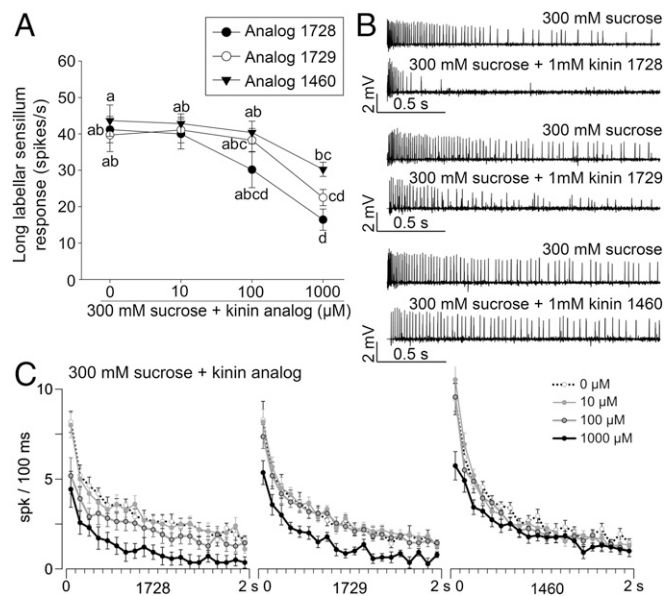 A
Analog 1728
Analog 1729
Analog 1460
Long labellar sensillum
response (spikes/s)
60
50
40
30
20
10
0
a
ab
ab
ab
ab
abc
abcd
bc
cd
d
0 10 100 1000
300 mM sucrose + kinin analog (µM)
B
300 mM sucrose
300 mM sucrose + 1mM kinin 1728
2 mV
0.5 s
300 mM sucrose
300 mM sucrose + 1mM kinin 1729
2 mV
0.5 s
300 mM sucrose
300 mM sucrose + 1mM kinin 1460
2 mV
0.5 s
C
300 mM sucrose + kinin analog
0 µM
10 µM
100 µM
1000 µM
spk / 100 ms
10
5
0
0 1728 2 s
0 1729 2 s
0 1460 2 s